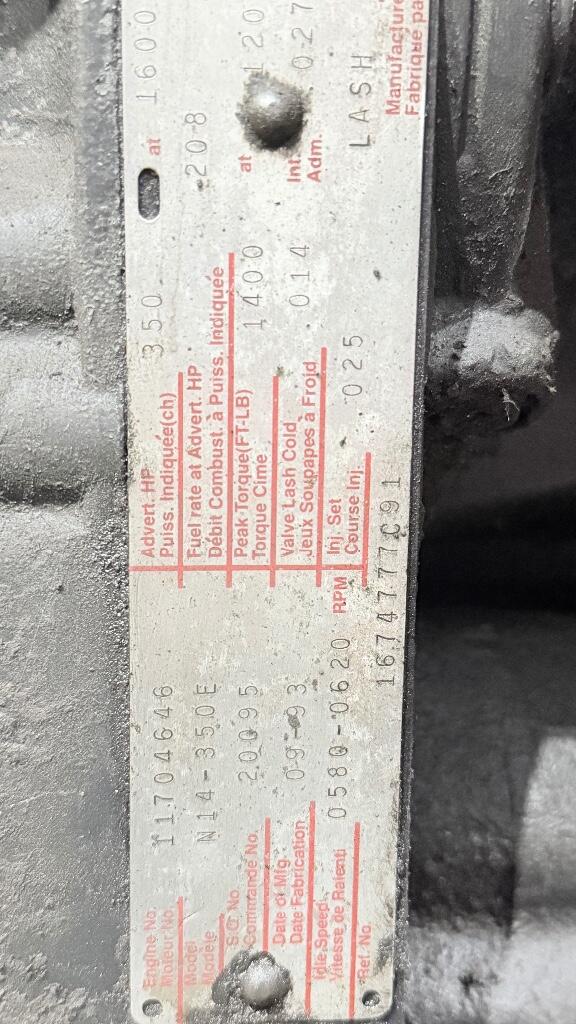 Engine No.
Moteur No.
11704646
Model
Modèle
N14-350E
S.O. No.
Commande No.
20095
Date of Mfg.
Date Fabrication
09-93
Idle Speed
Vitesse de Ralenti
0580-0620 RPM
Ref. No.
1674777C91
Advert. HP
Puiss. Indiquée(ch)
350 at 1600
Fuel rate at Advert. HP
Débit Combust. à Puiss. Indiquée
208
Peak Torque(FT-LB)
Torque Cime
1400 at 120
Valve Lash Cold
Jeux Soupapes à Froid
014 Int.
Adm. 027
Inj. Set
Course Inj.
025 LASH
Manufacture
Fabriqué pa